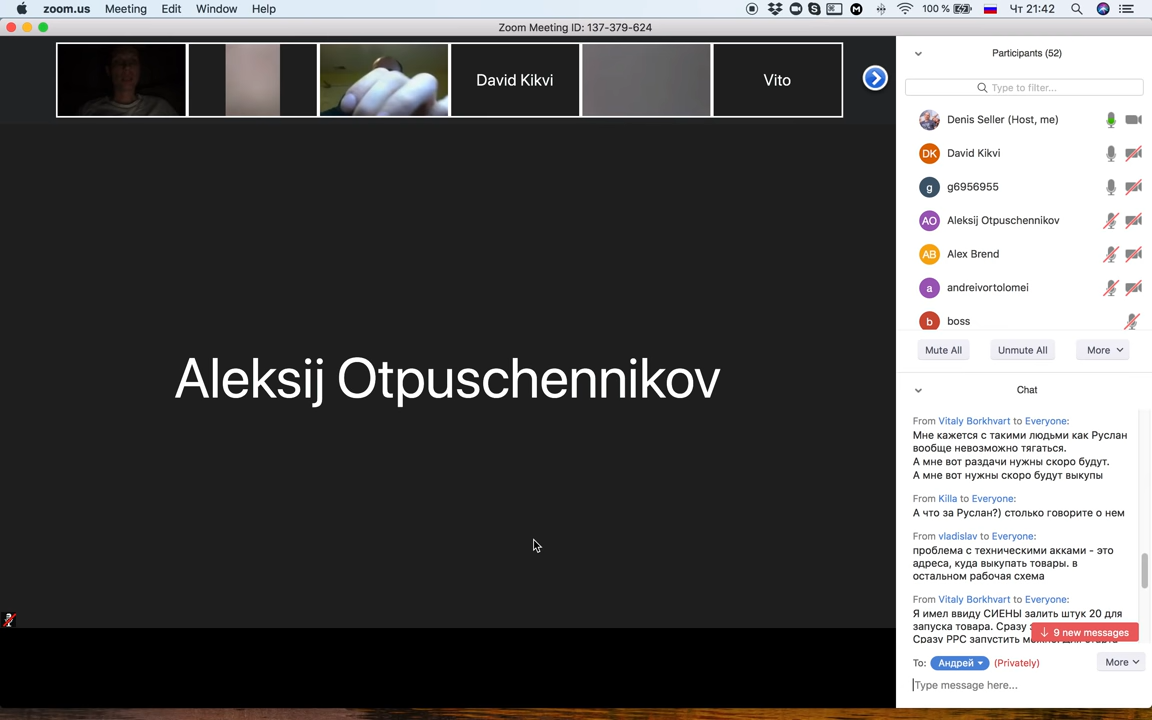 zoom.us Meeting Edit Window Help
100 % Чт 21:42
Zoom Meeting ID: 137-379-624
David Kikvi
Vito
Aleksij Otpuschennikov
Participants (52)
Type to filter...
Denis Seller (Host, me)
DK David Kikvi
g g6956955
AO Aleksij Otpuschennikov
AB Alex Brend
a andreivortolomei
b boss
Mute All Unmute All More
Chat
From Vitaly Borkhvart to Everyone:
Мне кажется с такими людьми как Руслан
вообще невозможно тягаться.
А мне вот раздачи нужны скоро будут.
А мне вот нужны скоро будут выкупы
From Killa to Everyone:
А что за Руслан?) столько говорите о нем
From vladislav to Everyone:
проблема с техническими акками - это
адреса, куда выкупать товары. в
остальном рабочая схема
From Vitaly Borkhvart to Everyone:
Я имел ввиду СИЕНЫ залить штук 20 для
запуска товара. Сразу
Сразу PPC запустить
9 new messages
To: Андрей (Privately) More
Type message here...